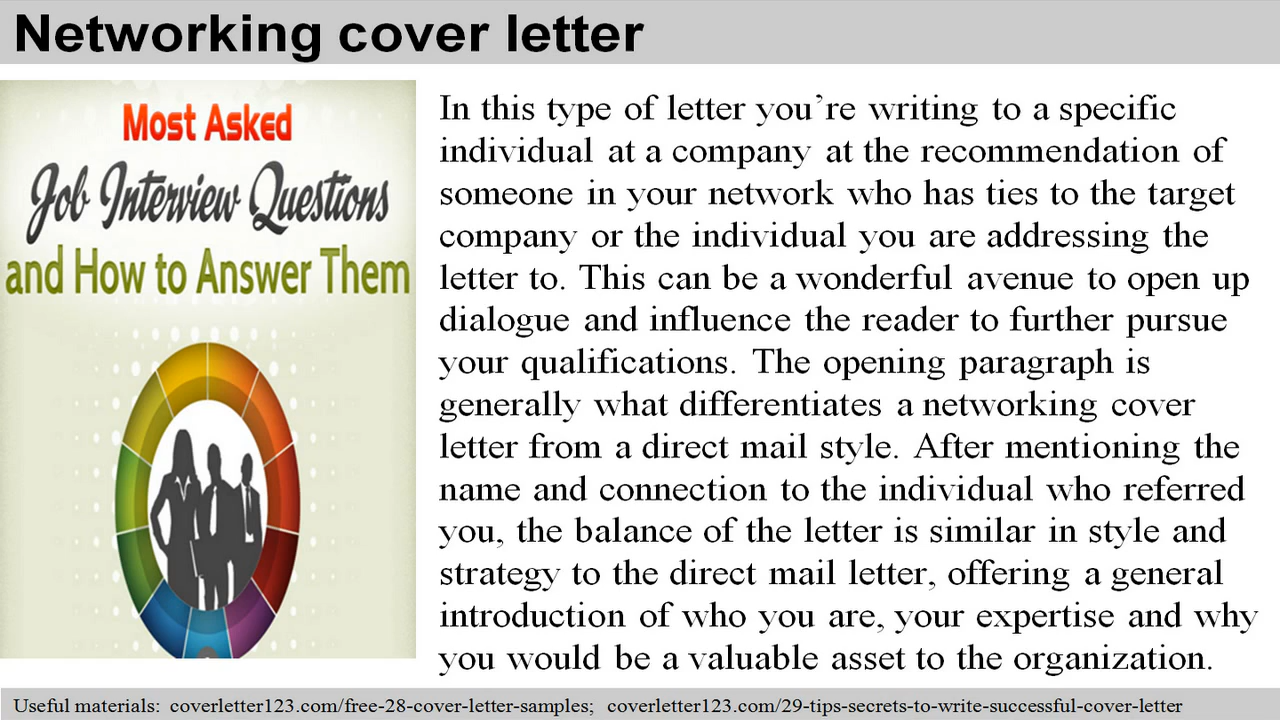 Networking cover letter
Most Asked
Job Interview Questions
and How to Answer Them
In this type of letter you’re writing to a specific
individual at a company at the recommendation of
someone in your network who has ties to the target
company or the individual you are addressing the
letter to. This can be a wonderful avenue to open up
dialogue and influence the reader to further pursue
your qualifications. The opening paragraph is
generally what differentiates a networking cover
letter from a direct mail style. After mentioning the
name and connection to the individual who referred
you, the balance of the letter is similar in style and
strategy to the direct mail letter, offering a general
introduction of who you are, your expertise and why
you would be a valuable asset to the organization.
Useful materials: coverletter123.com/free-28-cover-letter-samples; coverletter123.com/29-tips-secrets-to-write-successful-cover-letter